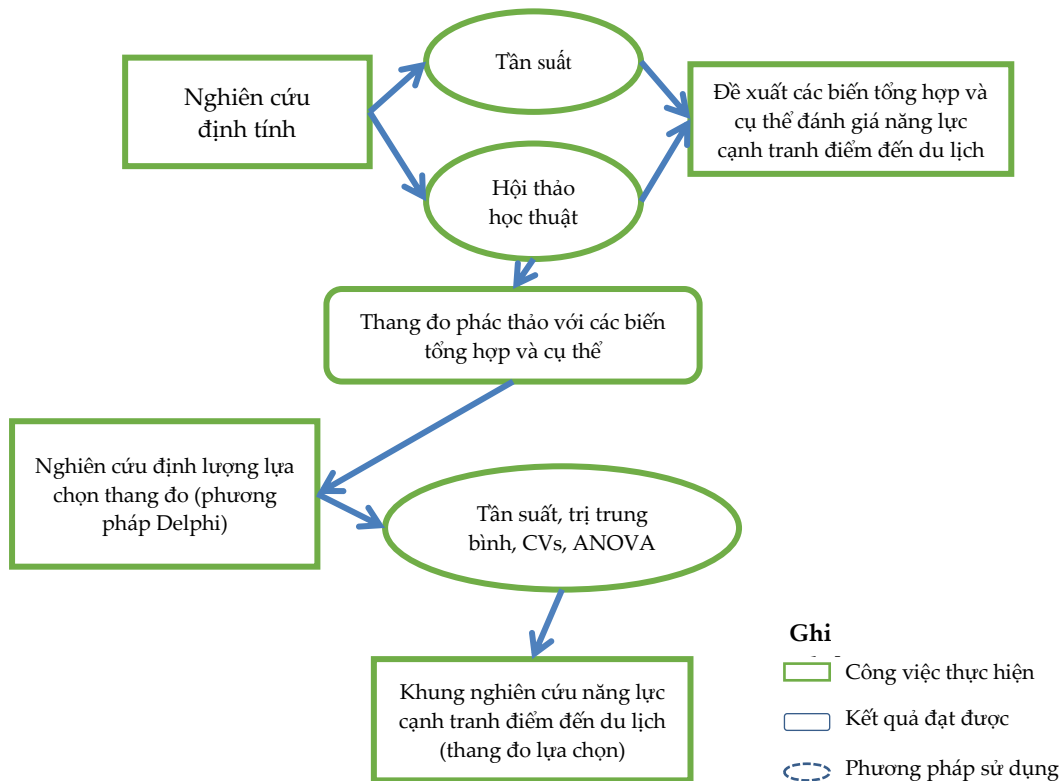 Tần suất
Nghiên cứu
định tính
Đề xuất các biến tổng hợp và
cụ thể đánh giá năng lực
cạnh tranh điểm đến du lịch
Hội thảo
học thuật
Thang đo phác thảo với các biến
tổng hợp và cụ thể
Nghiên cứu định lượng lựa
chọn thang đo (phương
pháp Delphi)
Tần suất, trị trung
bình, CVs, ANOVA
Khung nghiên cứu năng lực
cạnh tranh điểm đến du lịch
(thang đo lựa chọn)
Ghi
Công việc thực hiện
Kết quả đạt được
Phương pháp sử dụng